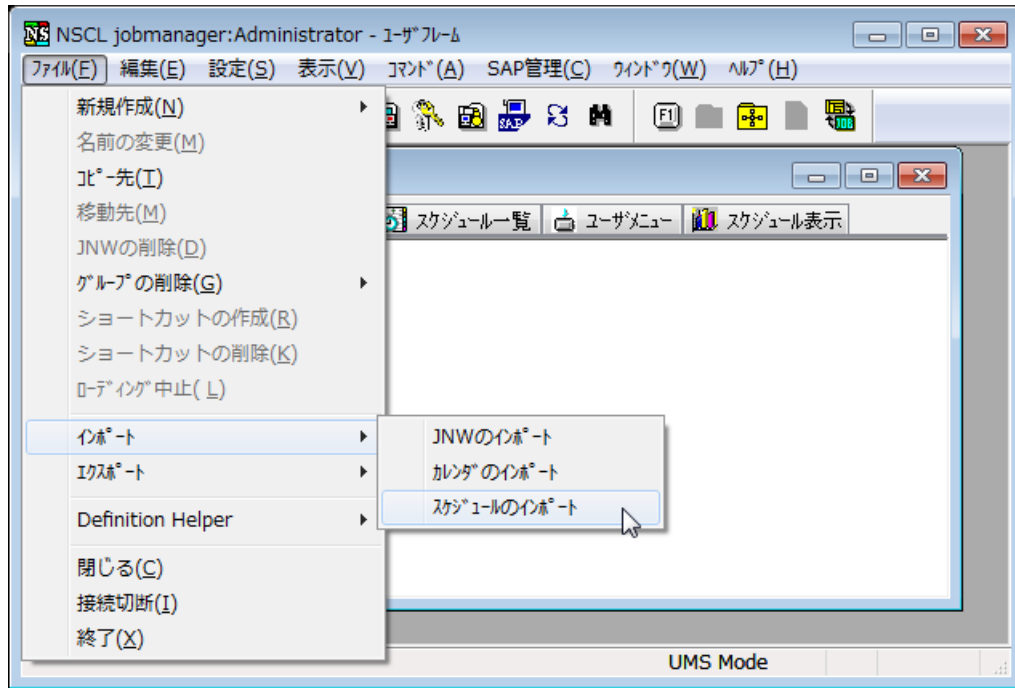 NSCL jobmanager:Administrator - ﾕｰｻﾞﾌﾚｰﾑ
ﾌｧｲﾙ(F) 編集(E) 設定(S) 表示(V) ｺﾏﾝﾄﾞ(A) SAP管理(C) ｳｨﾝﾄﾞｳ(W) ﾍﾙﾌﾟ(H)
新規作成(N)
名前の変更(M)
ｺﾋﾟｰ先(T)
移動先(M)
JNWの削除(D)
ｸﾞﾙｰﾌﾟの削除(G)
ショートカットの作成(R)
ショートカットの削除(K)
ﾛｰﾃﾞｨﾝｸﾞ中止( L)
ｲﾝﾎﾟｰﾄ
ｴｸｽﾎﾟｰﾄ
Definition Helper
閉じる(C)
接続切断(I)
終了(X)
SAP F1 JOB
スケジュール一覧 ユーザメニュー スケジュール表示
JNWのｲﾝﾎﾟｰﾄ
ｶﾚﾝﾀﾞのｲﾝﾎﾟｰﾄ
ｽｹｼﾞｭｰﾙのｲﾝﾎﾟｰﾄ
UMS Mode